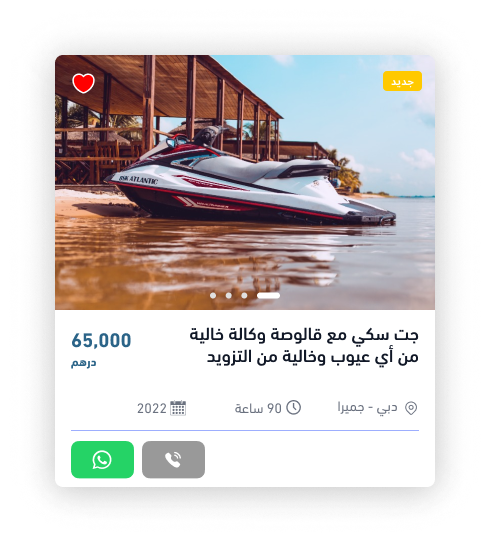 جديد
RSK ATLANTIC
جت سكي مع قالوصة وكالة خالية
من أي عيوب وخالية من التزويد
65,000
درهم
دبي - جميرا
90 ساعة
2022